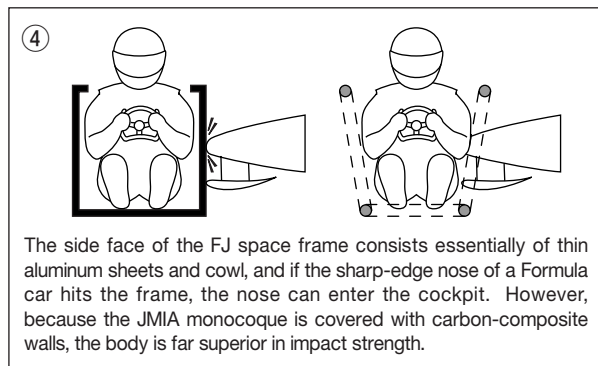 ④
The side face of the FJ space frame consists essentially of thin
aluminum sheets and cowl, and if the sharp-edge nose of a Formula
car hits the frame, the nose can enter the cockpit. However,
because the JMIA monocoque is covered with carbon-composite
walls, the body is far superior in impact strength.